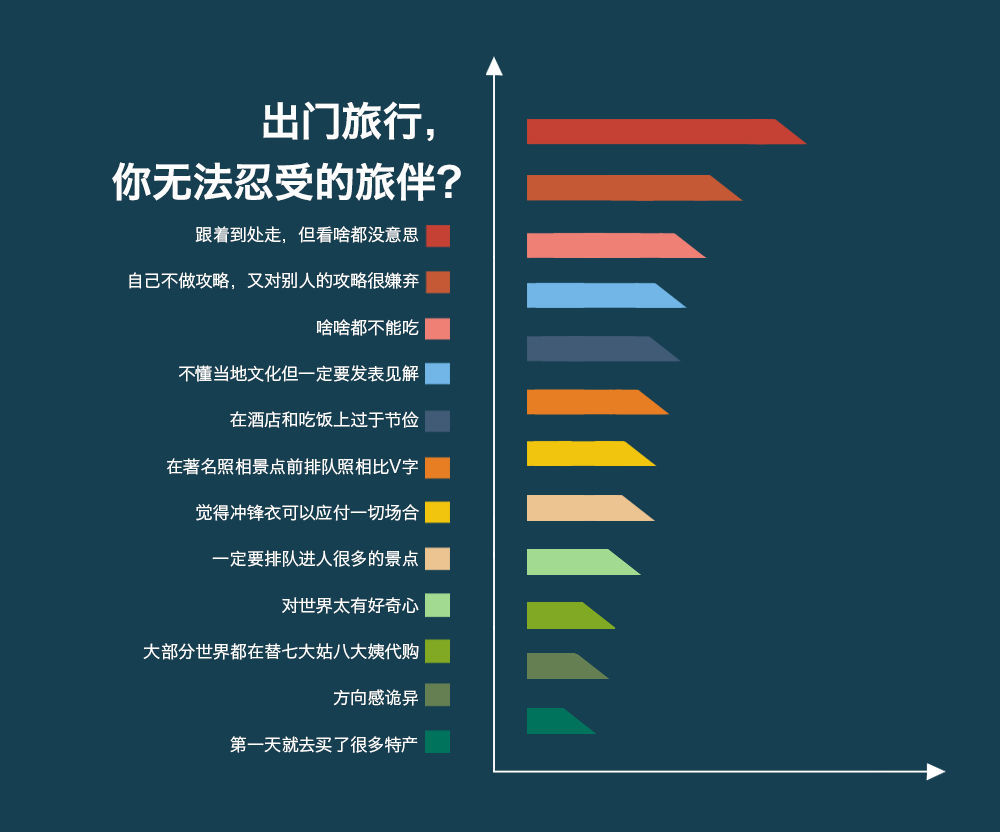 出门旅行，
你无法忍受的旅伴？
跟着到处走，但看啥都没意思
自己不做攻略，又对别人的攻略很嫌弃
啥啥都不能吃
不懂当地文化但一定要发表见解
在酒店和吃饭上过于节俭
在著名照相景点前排队照相比V字
觉得冲锋衣可以应付一切场合
一定要排队进人很多的景点
对世界太有好奇心
大部分世界都在替七大姑八大姨代购
方向感诡异
第一天就去买了很多特产